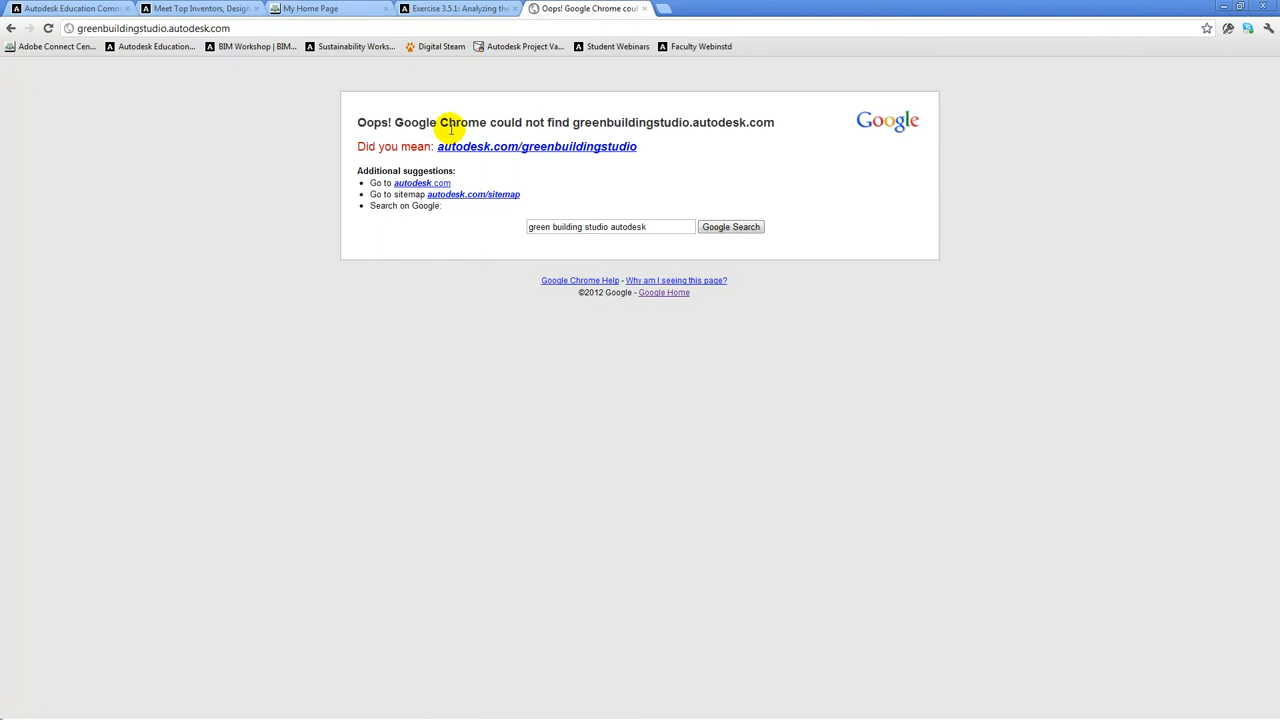 Autodesk Education Comm
Meet Top Inventors, Design
My Home Page
Exercise 3.5.1: Analyzing the
Oops! Google Chrome coul
greenbuildingstudio.autodesk.com
Adobe Connect Cen...
Autodesk Education...
BIM Workshop | BIM...
Sustainability Works...
Digital Steam
Autodesk Project Va...
Student Webinars
Faculty Webinstd
Oops! Google Chrome could not find greenbuildingstudio.autodesk.com
Google
Did you mean: autodesk.com/greenbuildingstudio
Additional suggestions:
• Go to autodesk.com
• Go to sitemap autodesk.com/sitemap
• Search on Google:
green building studio autodesk Google Search
Google Chrome Help - Why am I seeing this page?
©2012 Google - Google Home